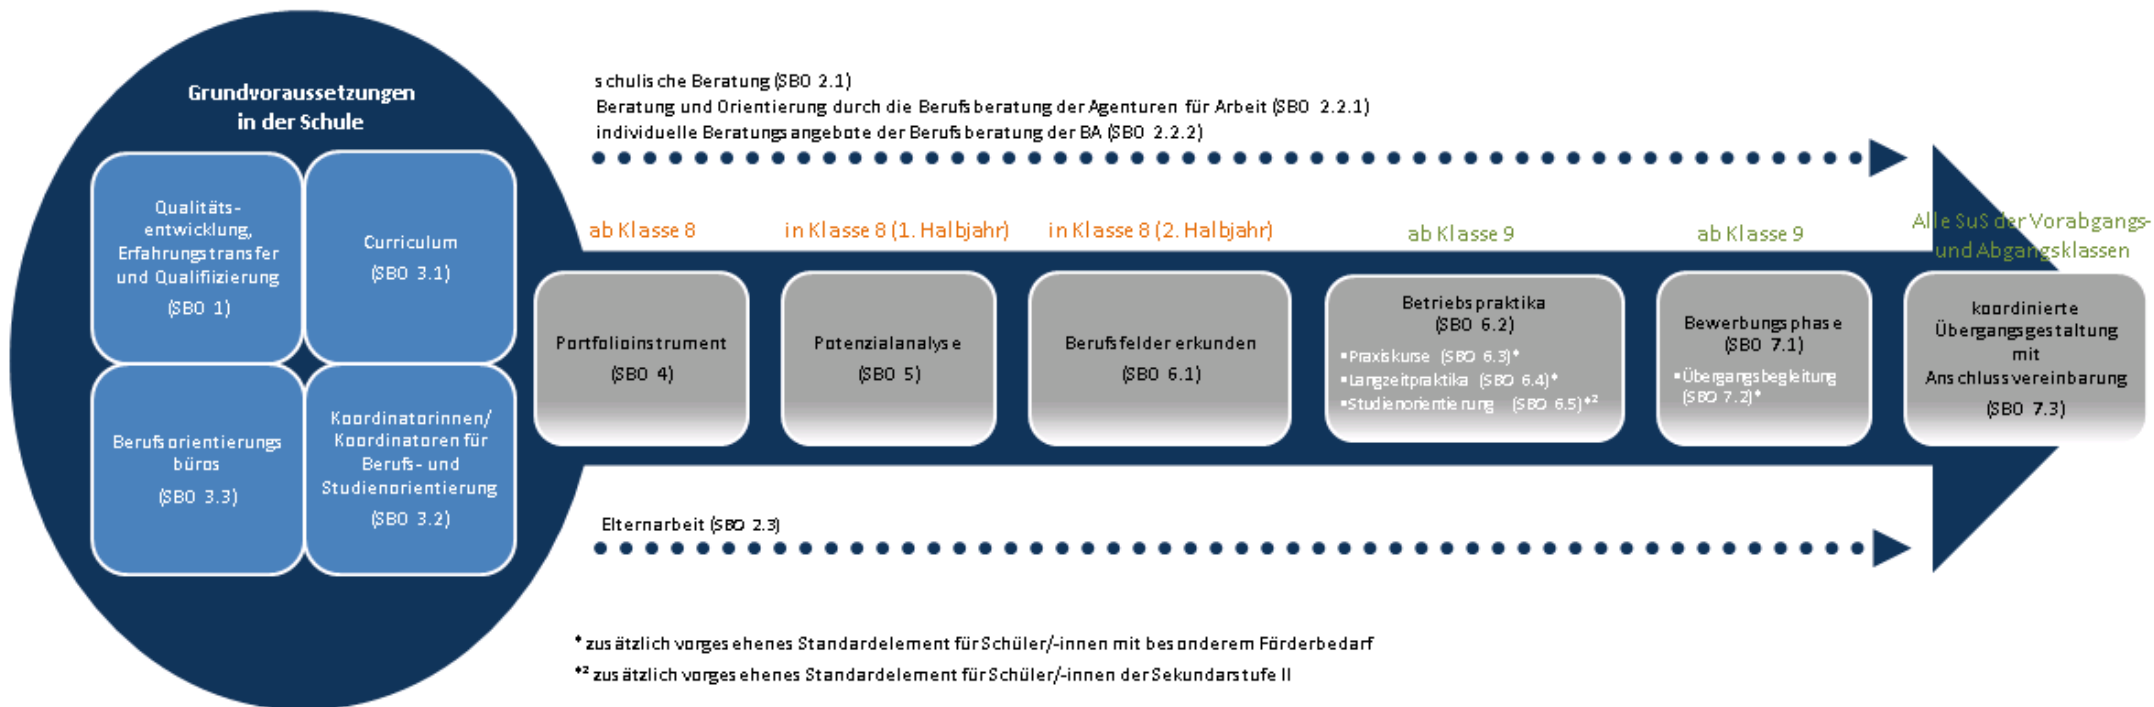 Grundvoraussetzungen
in der Schule
Qualitäts-
entwicklung,
Erfahrungstransfer
und Qualifiizierung
(SBO 1)
Curriculum
(SBO 3.1)
Berufsorientierungs
büros
(SBO 3.3)
Koordinatorinnen/
Koordinatoren für
Berufs- und
Studienorientierung
(SBO 3.2)
schulische Beratung (SBO 2.1)
Beratung und Orientierung durch die Berufsberatung der Agenturen für Arbeit (SBO 2.2.1)
individuelle Beratungsangebote der Berufsberatung der BA (SBO 2.2.2)
ab Klasse 8
Portfolioinstrument
(SBO 4)
in Klasse 8 (1. Halbjahr)
Potenzialanalyse
(SBO 5)
in Klasse 8 (2. Halbjahr)
Berufsfelder erkunden
(SBO 6.1)
ab Klasse 9
Betriebspraktika
(SBO 6.2)
▪Praxiskurse (SBO 6.3)*
▪Langzeitpraktika (SBO 6.4)*
▪Studienorientierung (SBO 6.5)*²
ab Klasse 9
Bewerbungsphase
(SBO 7.1)
▪Übergangsbegleitung
(SBO 7.2)*
Alle SuS der Vorabgangs-
und Abgangsklassen
koordinierte
Übergangsgestaltung
mit
Anschlussvereinbarung
(SBO 7.3)
Elternarbeit (SBO 2.3)
* zusätzlich vorgesehenes Standardelement für Schüler/-innen mit besonderem Förderbedarf
*² zusätzlich vorgesehenes Standardelement für Schüler/-innen der Sekundarstufe II